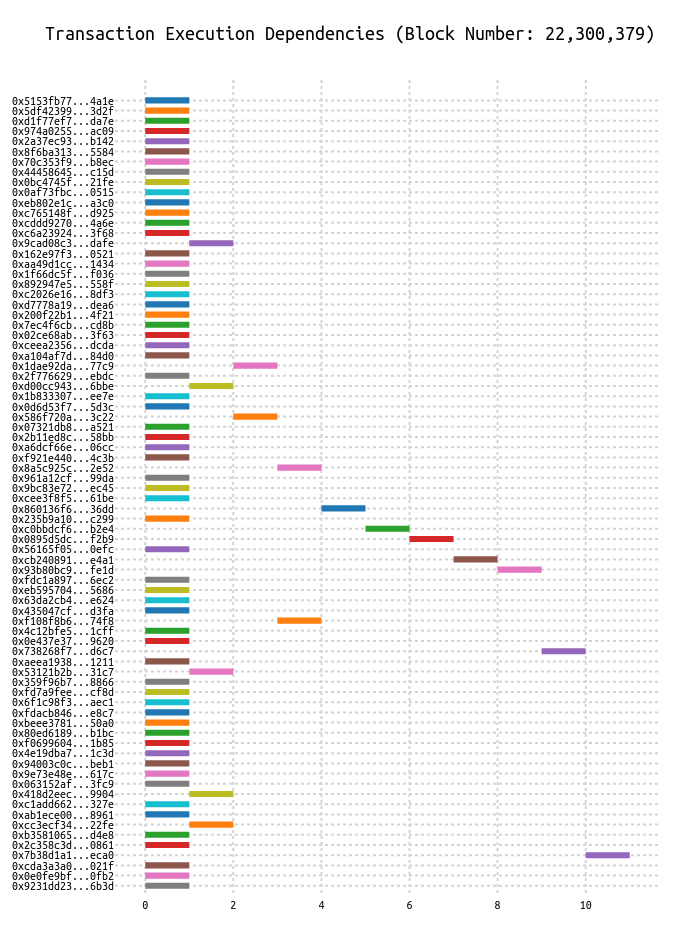 Transaction Execution Dependencies (Block Number: 22,300,379)
0x5153fb77...4a1e
0x5df42399...3d2f
0xd1f77ef7...da7e
0x974a0255...ac09
0x2a37ec93...b142
0x8f6ba313...5584
0x70c353f9...b8ec
0x44458645...c15d
0x0bc4745f...21fe
0x0af73fbc...0515
0xeb802e1c...a3c0
0xc765148f...d925
0xcddd9270...4a6e
0xc6a23924...3f68
0x9cad08c3...dafe
0x162e97f3...0521
0xaa49d1cc...1434
0x1f66dc5f...f036
0x892947e5...558f
0xc2026e16...8df3
0xd7778a19...dea6
0x200f22b1...4f21
0x7ec4f6cb...cd8b
0x02ce68ab...3f63
0xceea2356...dcda
0xa104af7d...84d0
0x1dae92da...77c9
0x2f776629...ebdc
0xd00cc943...6bbe
0x1b833307...ee7e
0x0d6d53f7...5d3c
0x586f720a...3c22
0x07321db8...a521
0x2b11ed8c...58bb
0xa6dcf66e...06cc
0xf921e440...4c3b
0x8a5c925c...2e52
0x961a12cf...99da
0x9bc83e72...ec45
0xcee3f8f5...61be
0x860136f6...36dd
0x235b9a10...c299
0xc0bbdcf6...b2e4
0x0895d5dc...f2b9
0x56165f05...0efc
0xcb240891...e4a1
0x93b80bc9...fe1d
0xfdc1a897...6ec2
0xeb595704...5686
0x63da2cb4...e624
0x435047cf...d3fa
0xf108f8b6...74f8
0x4c12bfe5...1cff
0x0e437e37...9620
0x738268f7...d6c7
0xaeea1938...1211
0x53121b2b...31c7
0x359f96b7...8866
0xfd7a9fee...cf8d
0x6f1c98f3...aec1
0xfdacb846...e8c7
0xbeee3781...50a0
0x80ed6189...b1bc
0xf0699604...1b85
0x4e19dba7...1c3d
0x94003c0c...beb1
0x9e73e48e...617c
0x063152af...3fc9
0x418d2eec...9904
0xc1add662...327e
0xab1ece00...8961
0xcc3ecf34...22fe
0xb3581065...d4e8
0x2c358c3d...0861
0x7b38d1a1...eca0
0xcda3a3a0...021f
0x0e0fe9bf...0fb2
0x9231dd23...6b3d
0 2 4 6 8 10